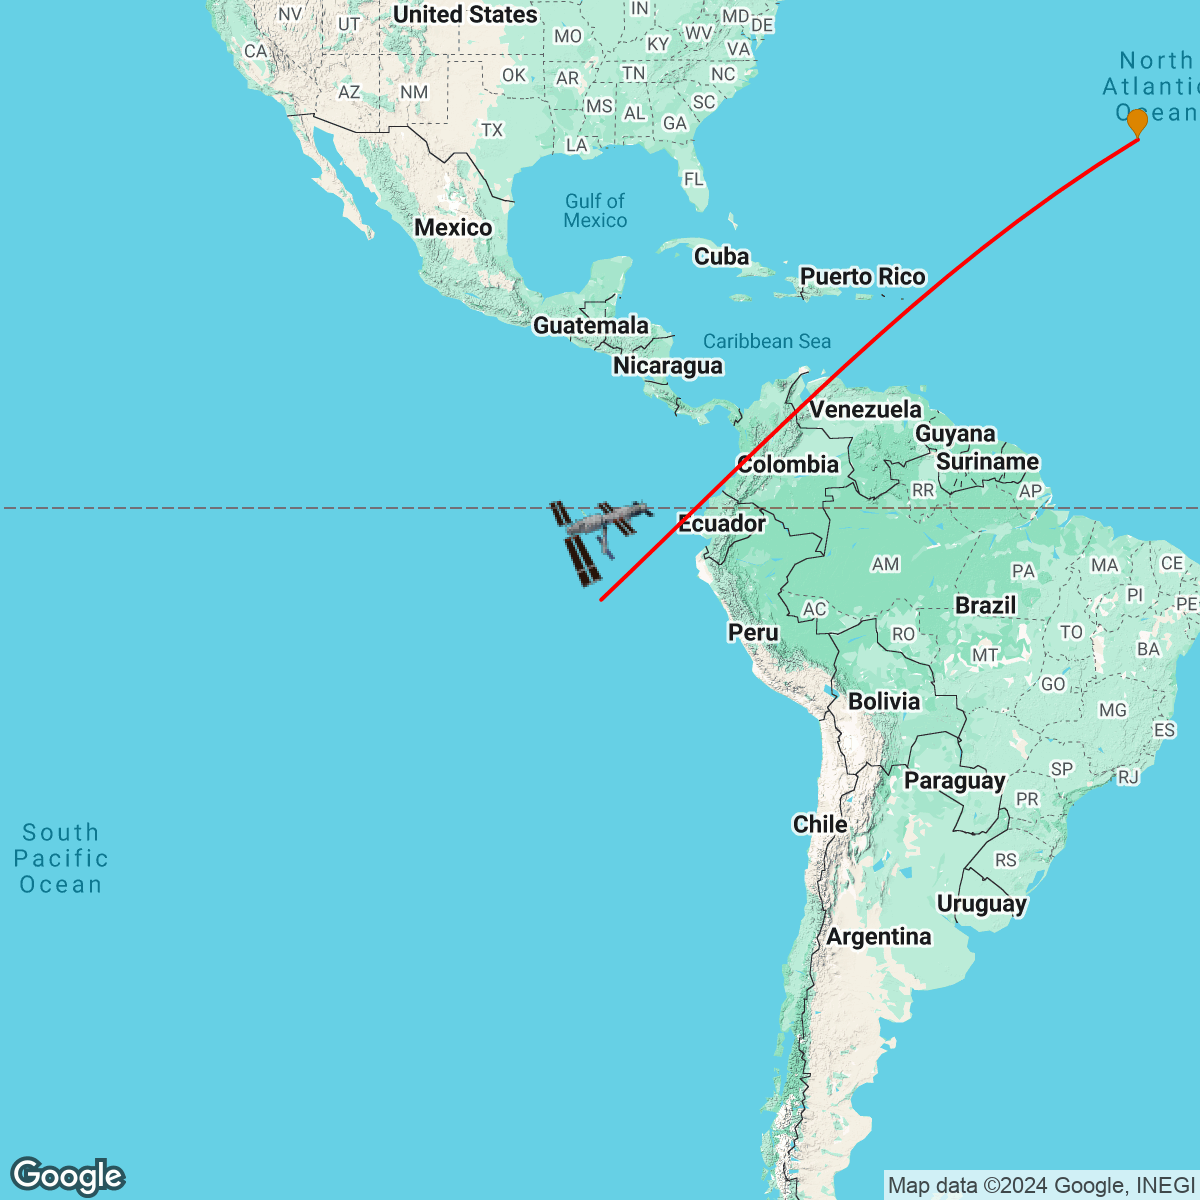 NV
UT
United States
IN
MD
DE
MO
KY
WV
VA
CA
North
Atlantic
Ocean
AZ
NM
OK
AR
TN
NC
MS
AL
SC
GA
TX
LA
FL
Gulf of
Mexico
Mexico
Cuba
Puerto Rico
Guatemala
Caribbean Sea
Nicaragua
Venezuela
Guyana
Colombia
Suriname
RR
AP
Ecuador
AM
PA
MA
CE
PI
PE
AC
Brazil
Peru
RO
TO
MT
BA
GO
Bolivia
MG
ES
SP
RJ
Paraguay
PR
Chile
South
Pacific
Ocean
RS
Uruguay
Argentina
Google
Map data ©2024 Google, INEGI